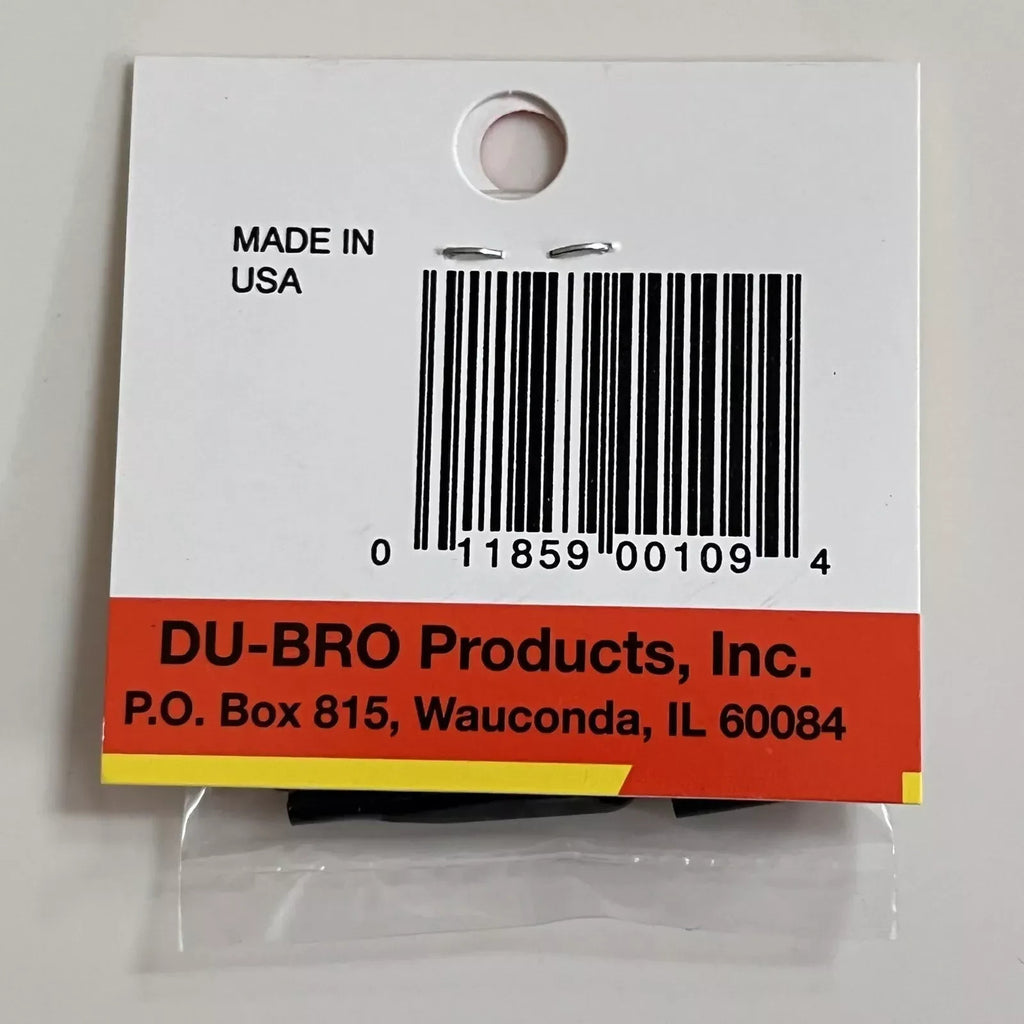 MADE IN
USA
0 11859 00109 4
DU-BRO Products, Inc.
P.O. Box 815, Wauconda, IL 60084